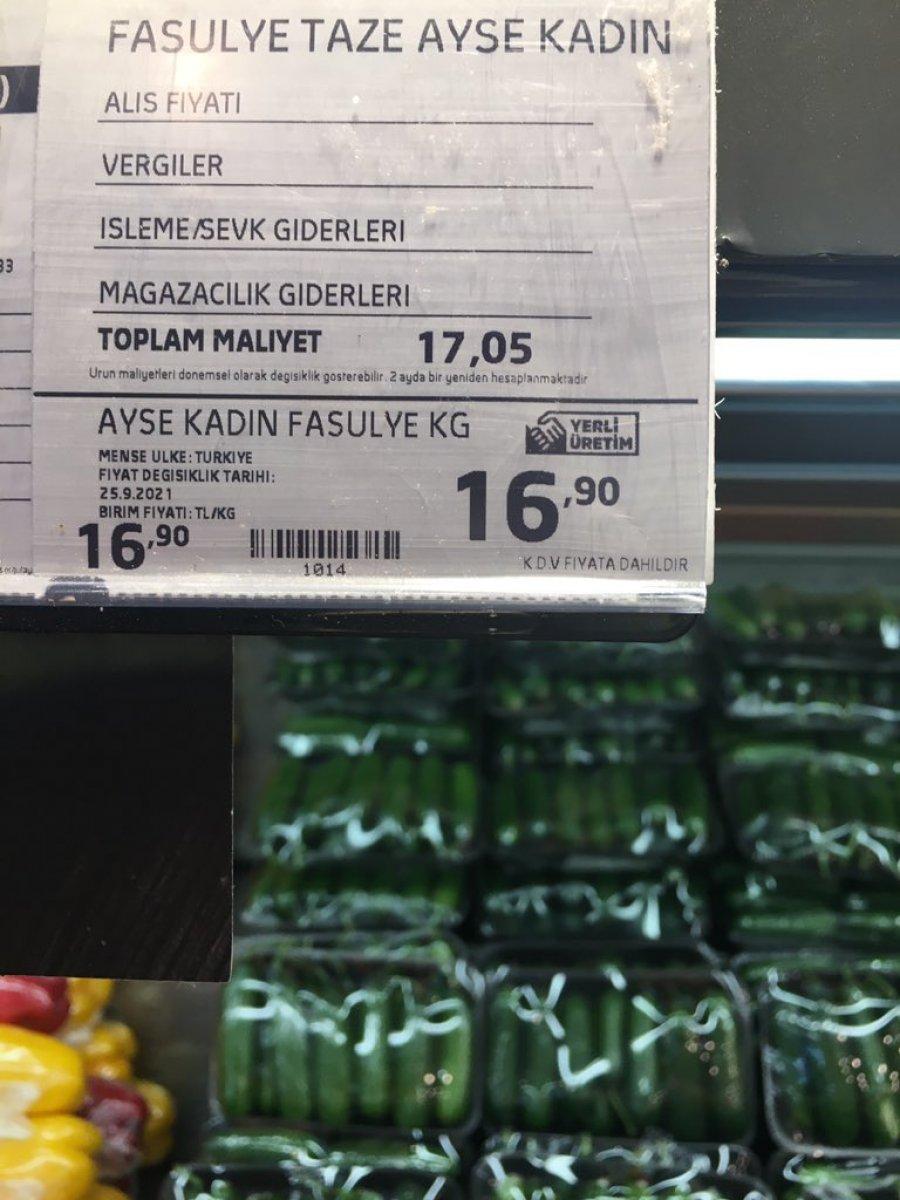 FASULYE TAZE AYSE KADIN
ALIS FIYATI
VERGILER
ISLEME/SEVK GIDERLERI
MAGAZACILIK GIDERLERI
TOPLAM MALIYET 17,05
Urun maliyetleri donemsel olarak degisiklik gosterebilir. 2 ayda bir yeniden hesaplanmaktadir
AYSE KADIN FASULYE KG
YERLİ
ÜRETİM
MENSE ULKE: TURKIYE
FIYAT DEGISIKLIK TARIHI:
25.9.2021
BIRIM FIYATI: TL/KG
16,90
16,90
1014
K.D.V FIYATA DAHILDIR
33